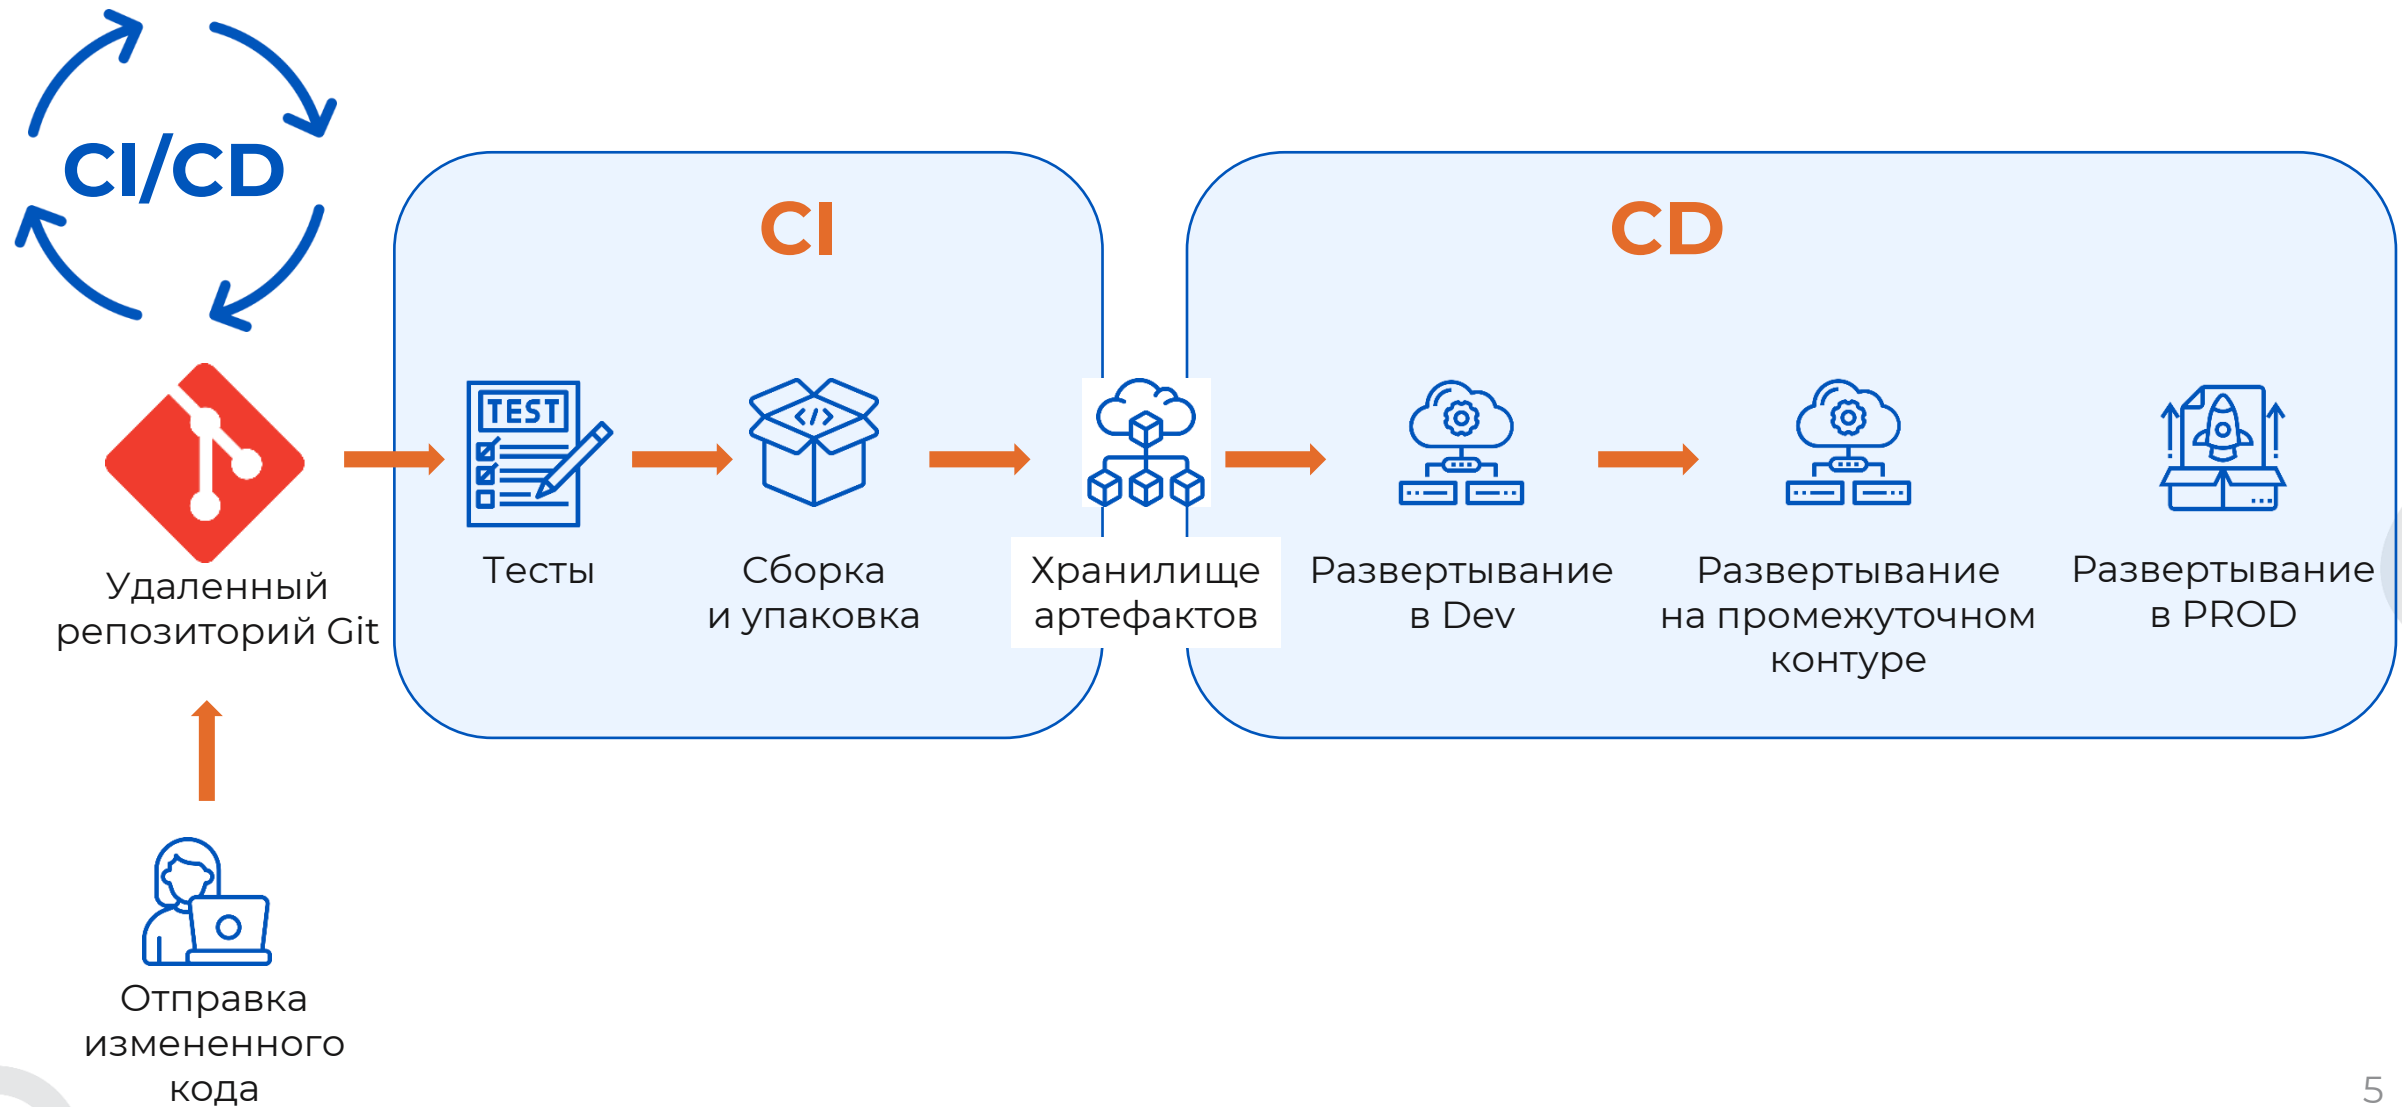 CI/CD
CI
CD
TEST
</>
Удаленный
репозиторий Git
Тесты
Сборка
и упаковка
Хранилище
артефактов
Развертывание
в Dev
Развертывание
на промежуточном
контуре
Развертывание
в PROD
Отправка
измененного
кода
5